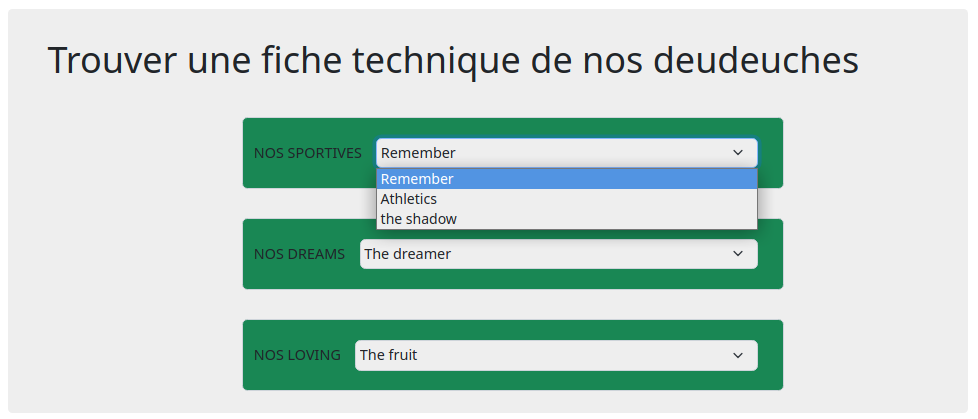 Trouver une fiche technique de nos deudeuches
NOS SPORTIVES Remember
Remember
Athletics
the shadow
NOS DREAMS The dreamer
NOS LOVING The fruit